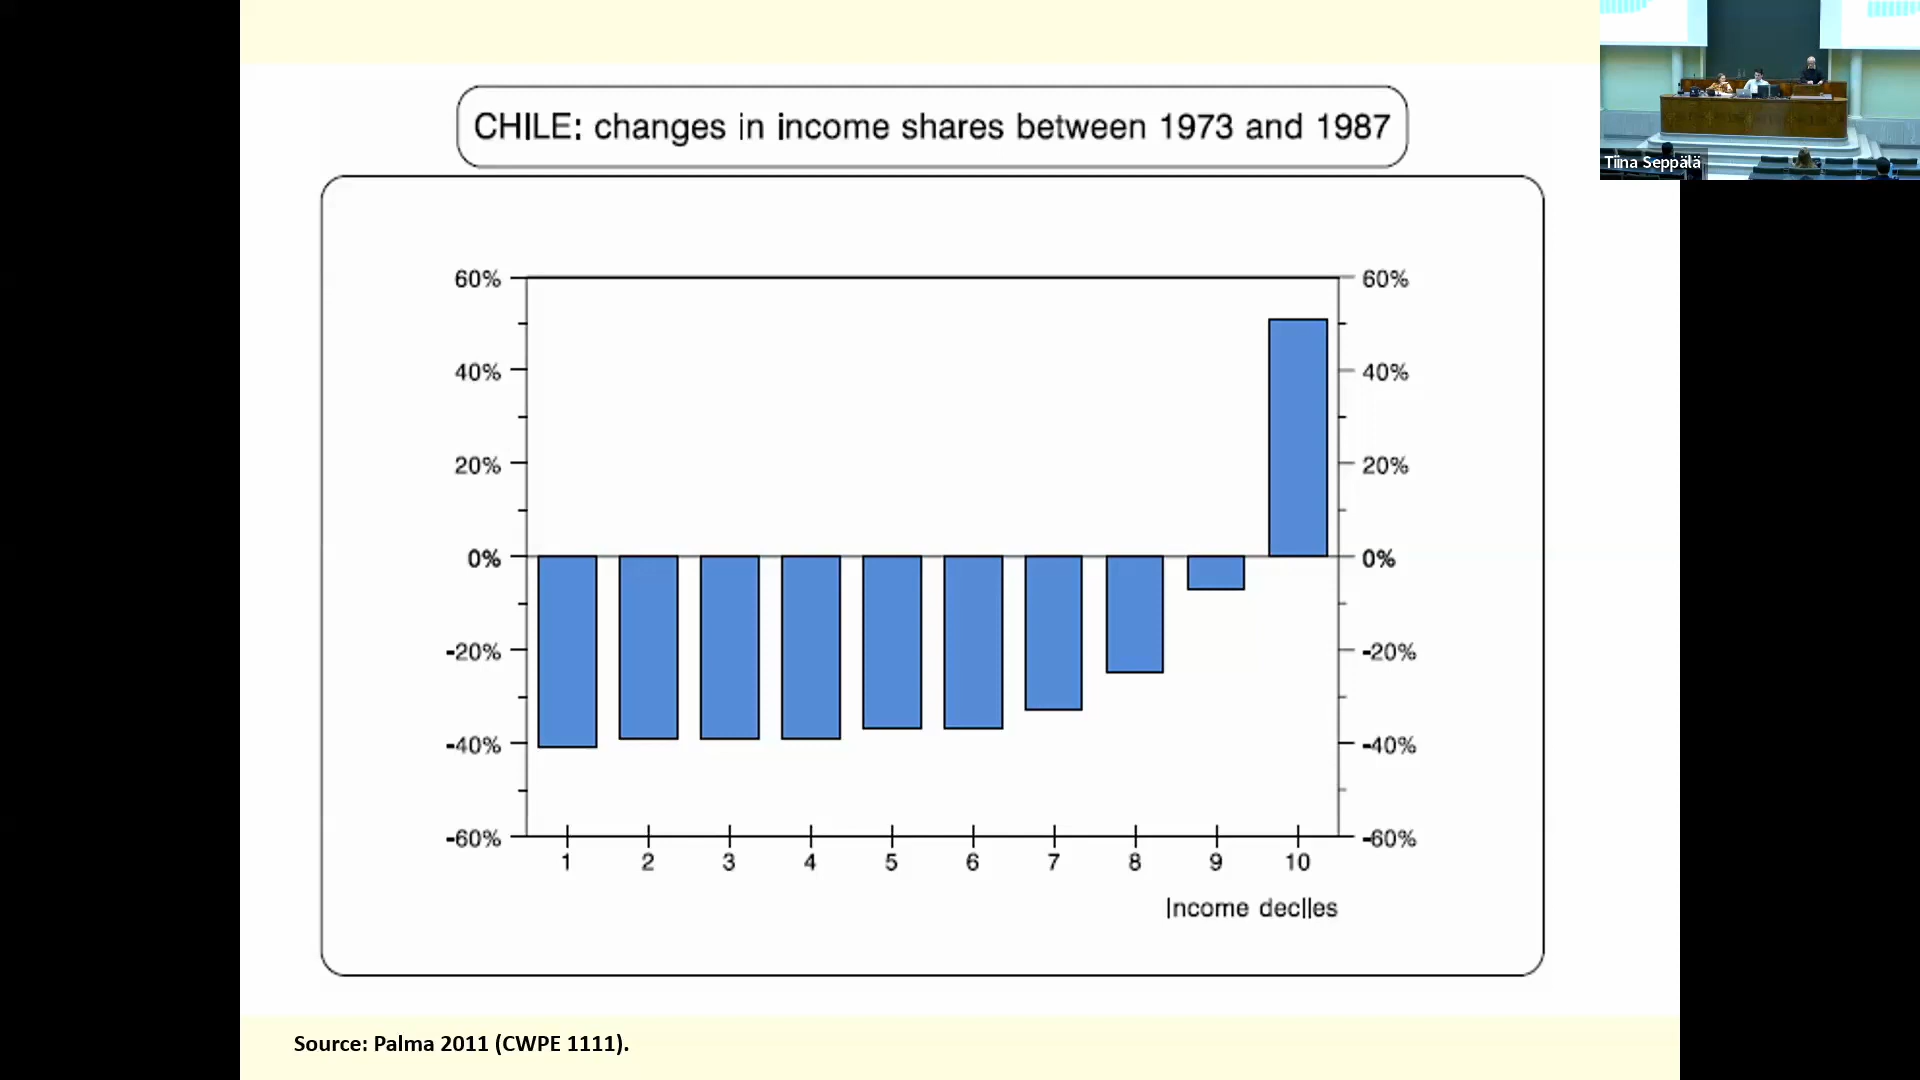 CHILE: changes in income shares between 1973 and 1987
Tiina Seppälä
60% 60%
40% 40%
20% 20%
0% 0%
-20% -20%
-40% -40%
-60% -60%
1 2 3 4 5 6 7 8 9 10
Income deciles
Source: Palma 2011 (CWPE 1111).